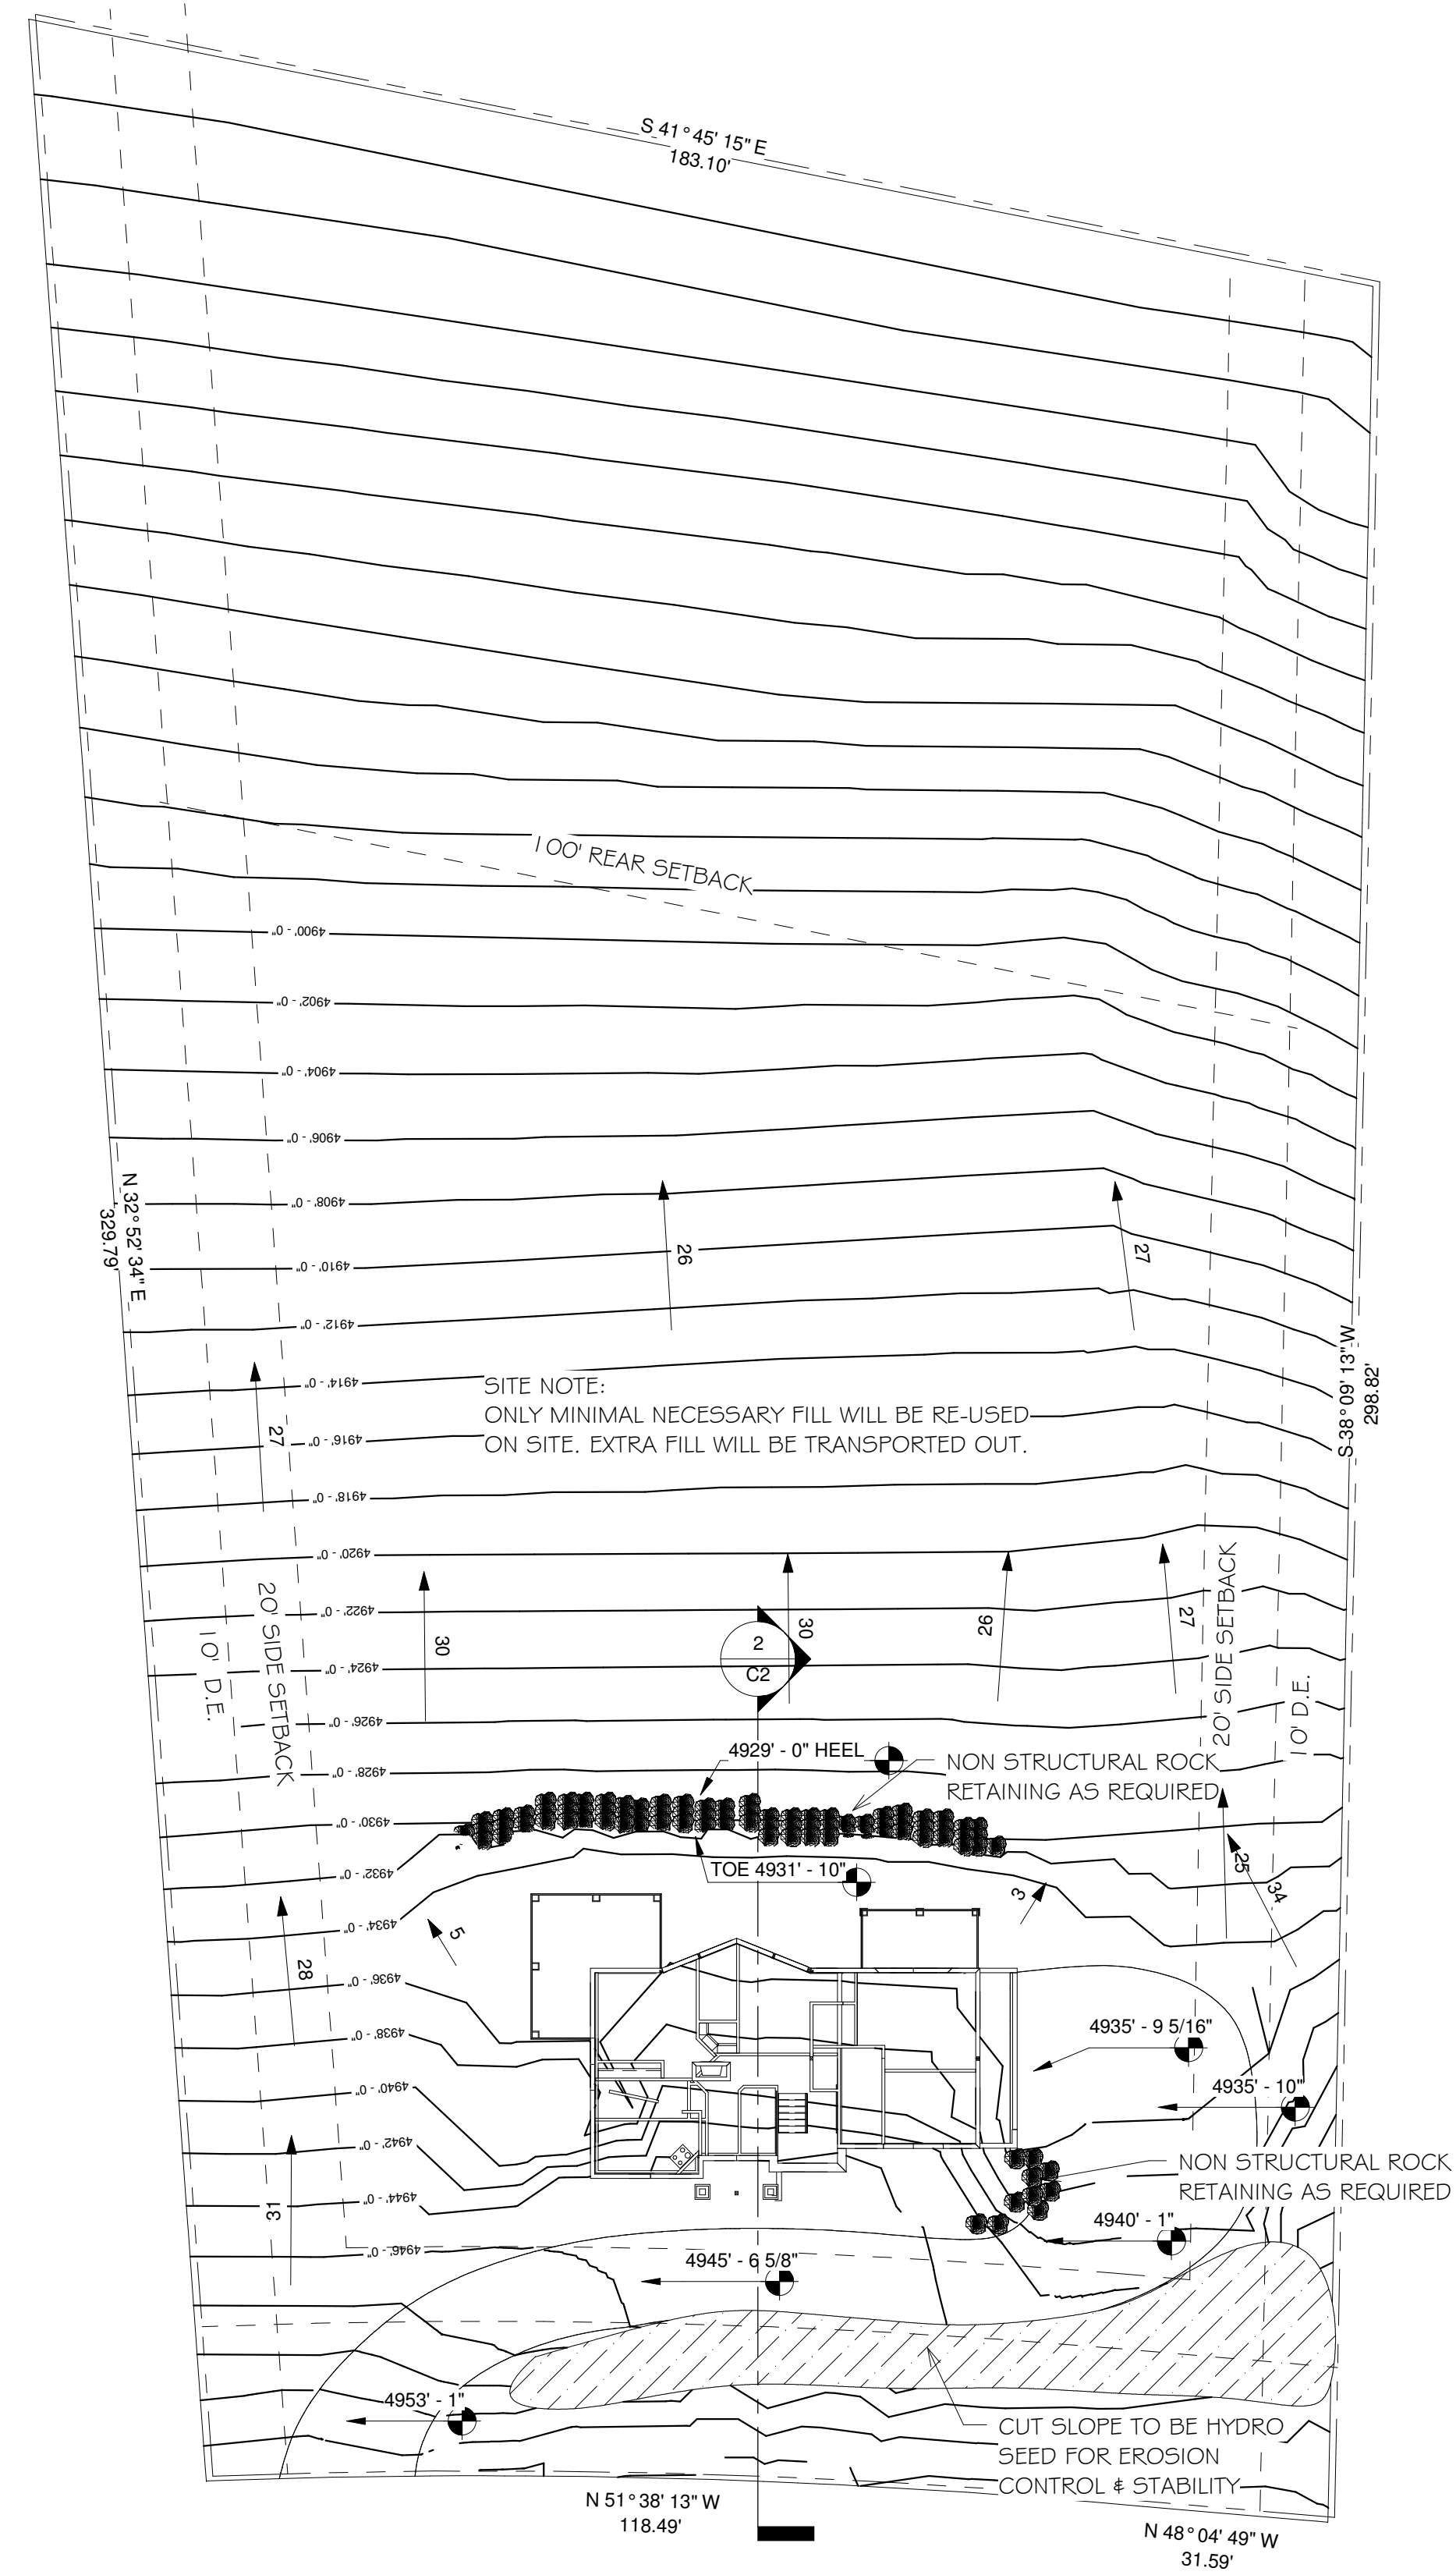 S 41° 45' 15" E
183.10'
100' REAR SETBACK
4900' - 0"
4902' - 0"
4904' - 0"
4906' - 0"
N 32° 52' 34" E
329.79'
4908' - 0"
26
27
4910' - 0"
4912' - 0"
S 38° 09' 13" W
298.82'
4914' - 0"
27
SITE NOTE:
ONLY MINIMAL NECESSARY FILL WILL BE RE-USED
ON SITE. EXTRA FILL WILL BE TRANSPORTED OUT.
4916' - 0"
4918' - 0"
4920' - 0"
4922' - 0"
20' SIDE SETBACK
10' D.E.
30
2
C2
30
26
27
20' SIDE SETBACK
10' D.E.
4924' - 0"
4926' - 0"
4929' - 0" HEEL
NON STRUCTURAL ROCK
RETAINING AS REQUIRED
4928' - 0"
4930' - 0"
TOE 4931' - 10"
4932' - 0"
25
34
3
5
4934' - 0"
28
4936' - 0"
4938' - 0"
4935' - 9 5/16"
4935' - 10"
4940' - 0"
4942' - 0"
NON STRUCTURAL ROCK
RETAINING AS REQUIRED
4944' - 0"
31
4940' - 1"
4946' - 0"
4945' - 6 5/8"
4953' - 1"
CUT SLOPE TO BE HYDRO
SEED FOR EROSION
CONTROL & STABILITY
N 51° 38' 13" W
118.49'
N 48° 04' 49" W
31.59'